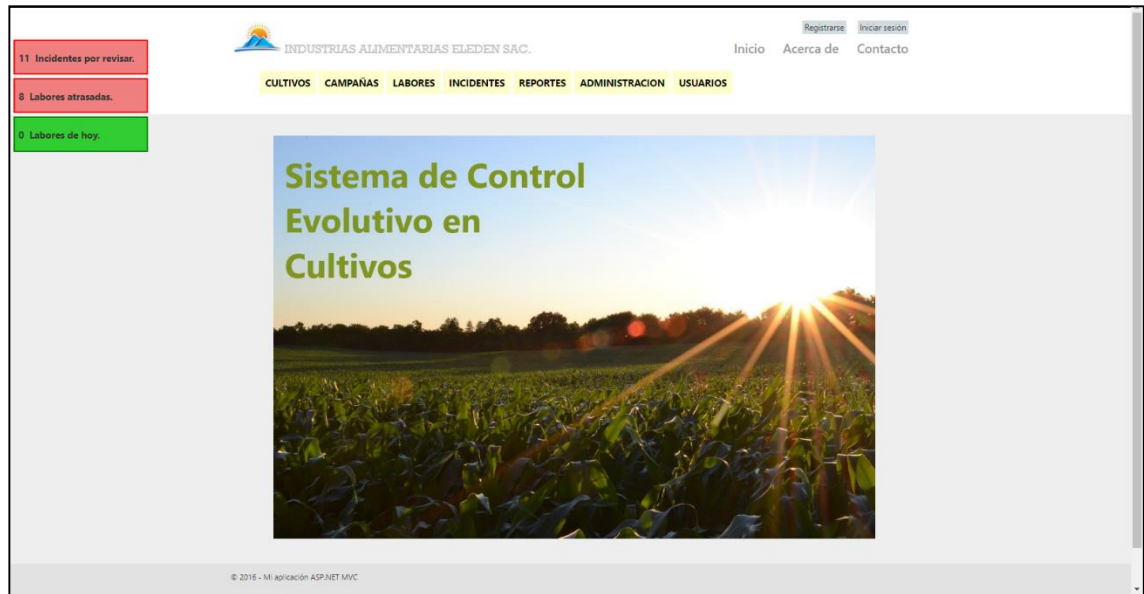 Registrarse Iniciar sesión
INDUSTRIAS ALIMENTARIAS ELEDEN SAC.
Inicio Acerca de Contacto
11 Incidentes por revisar.
CULTIVOS CAMPAÑAS LABORES INCIDENTES REPORTES ADMINISTRACION USUARIOS
8 Labores atrasadas.
0 Labores de hoy.
Sistema de Control
Evolutivo en
Cultivos
© 2016 - Mi aplicación ASP.NET MVC